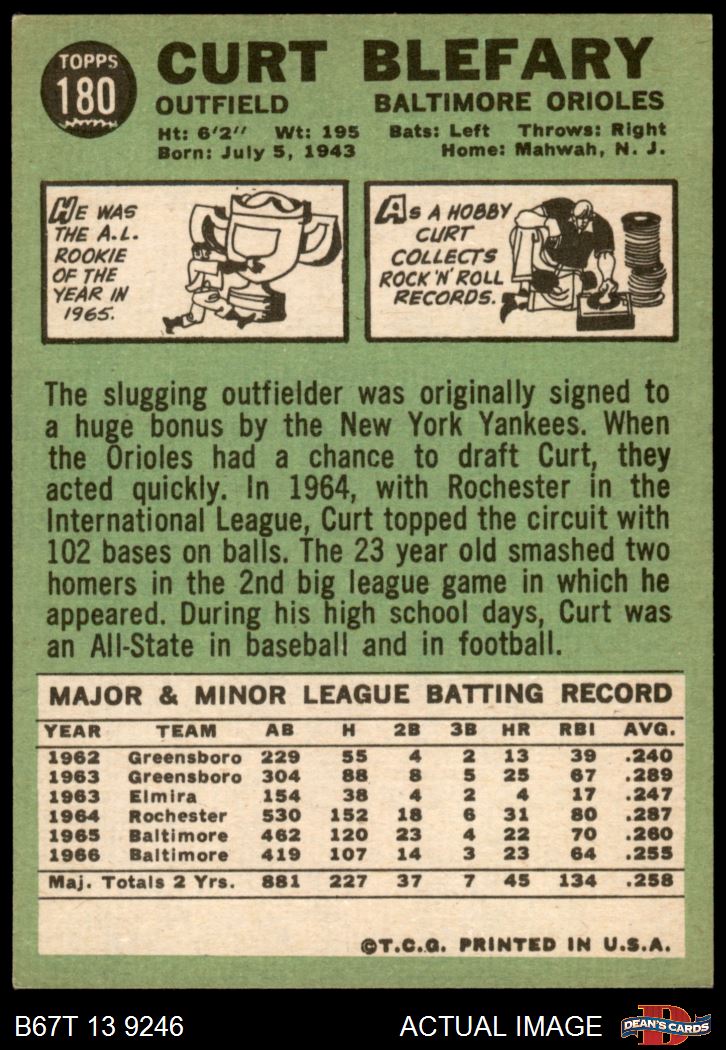 TOPPS
180
CURT BLEFARY
OUTFIELD BALTIMORE ORIOLES
Ht: 6'2" Wt: 195 Bats: Left Throws: Right
Born: July 5, 1943 Home: Mahwah, N. J.
HE WAS
THE A.L.
ROOKIE
OF THE
YEAR IN
1965.
AS A HOBBY
CURT
COLLECTS
ROCK 'N' ROLL
RECORDS.
The slugging outfielder was originally signed to
a huge bonus by the New York Yankees. When
the Orioles had a chance to draft Curt, they
acted quickly. In 1964, with Rochester in the
International League, Curt topped the circuit with
102 bases on balls. The 23 year old smashed two
homers in the 2nd big league game in which he
appeared. During his high school days, Curt was
an All-State in baseball and in football.
MAJOR & MINOR LEAGUE BATTING RECORD
YEAR TEAM AB H 2B 3B HR RBI AVG.
1962 Greensboro 229 55 4 2 13 39 .240
1963 Greensboro 304 88 8 5 25 67 .289
1963 Elmira 154 38 4 2 4 17 .247
1964 Rochester 530 152 18 6 31 80 .287
1965 Baltimore 462 120 23 4 22 70 .260
1966 Baltimore 419 107 14 3 23 64 .255
Maj. Totals 2 Yrs. 881 227 37 7 45 134 .258
©T.C.G. PRINTED IN U.S.A.
B67T 13 9246 ACTUAL IMAGE
D
DEAN'S CARDS